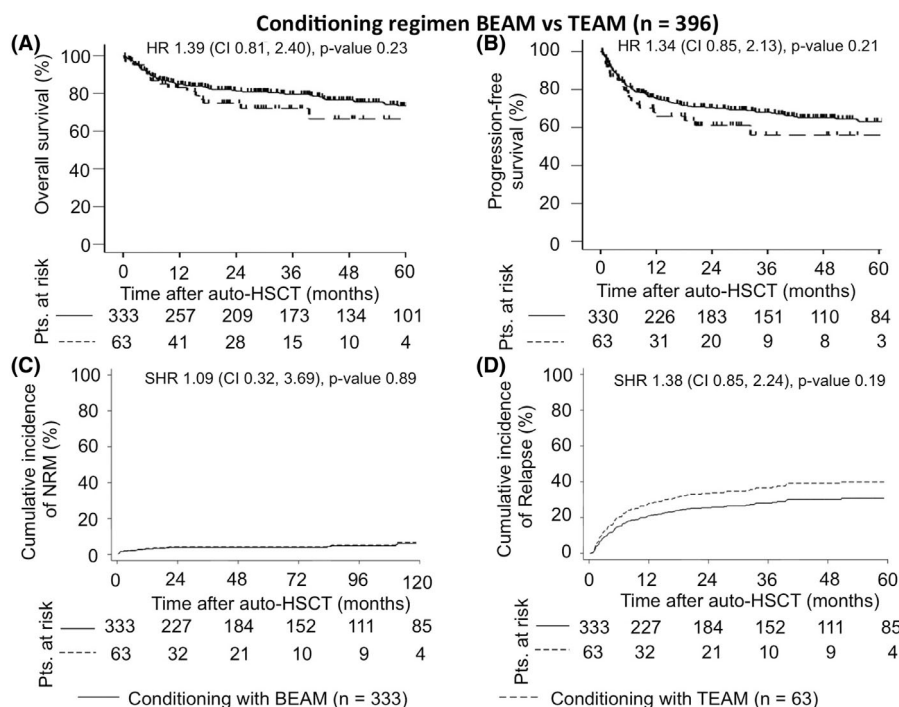 Conditioning regimen BEAM vs TEAM (n = 396)
(A)
HR 1.39 (CI 0.81, 2.40), p-value 0.23
Overall survival (%)
100
80
60
40
20
0
0 12 24 36 48 60
Time after auto-HSCT (months)
Pts. at risk
333 257 209 173 134 101
63 41 28 15 10 4
(B)
HR 1.34 (CI 0.85, 2.13), p-value 0.21
Progression-free
survival (%)
100
80
60
40
20
0
0 12 24 36 48 60
Time after auto-HSCT (months)
Pts. at risk
330 226 183 151 110 84
63 31 20 9 8 3
(C)
SHR 1.09 (CI 0.32, 3.69), p-value 0.89
Cumulative incidence
of NRM (%)
100
80
60
40
20
0
0 24 48 72 96 120
Time after auto-HSCT (months)
Pts. at risk
333 227 184 152 111 85
63 32 21 10 9 4
(D)
SHR 1.38 (CI 0.85, 2.24), p-value 0.19
Cumulative incidence
of Relapse (%)
100
80
60
40
20
0
0 12 24 36 48 60
Time after auto-HSCT (months)
Pts. at risk
333 227 184 152 111 85
63 32 21 10 9 4
Conditioning with BEAM (n = 333)
Conditioning with TEAM (n = 63)